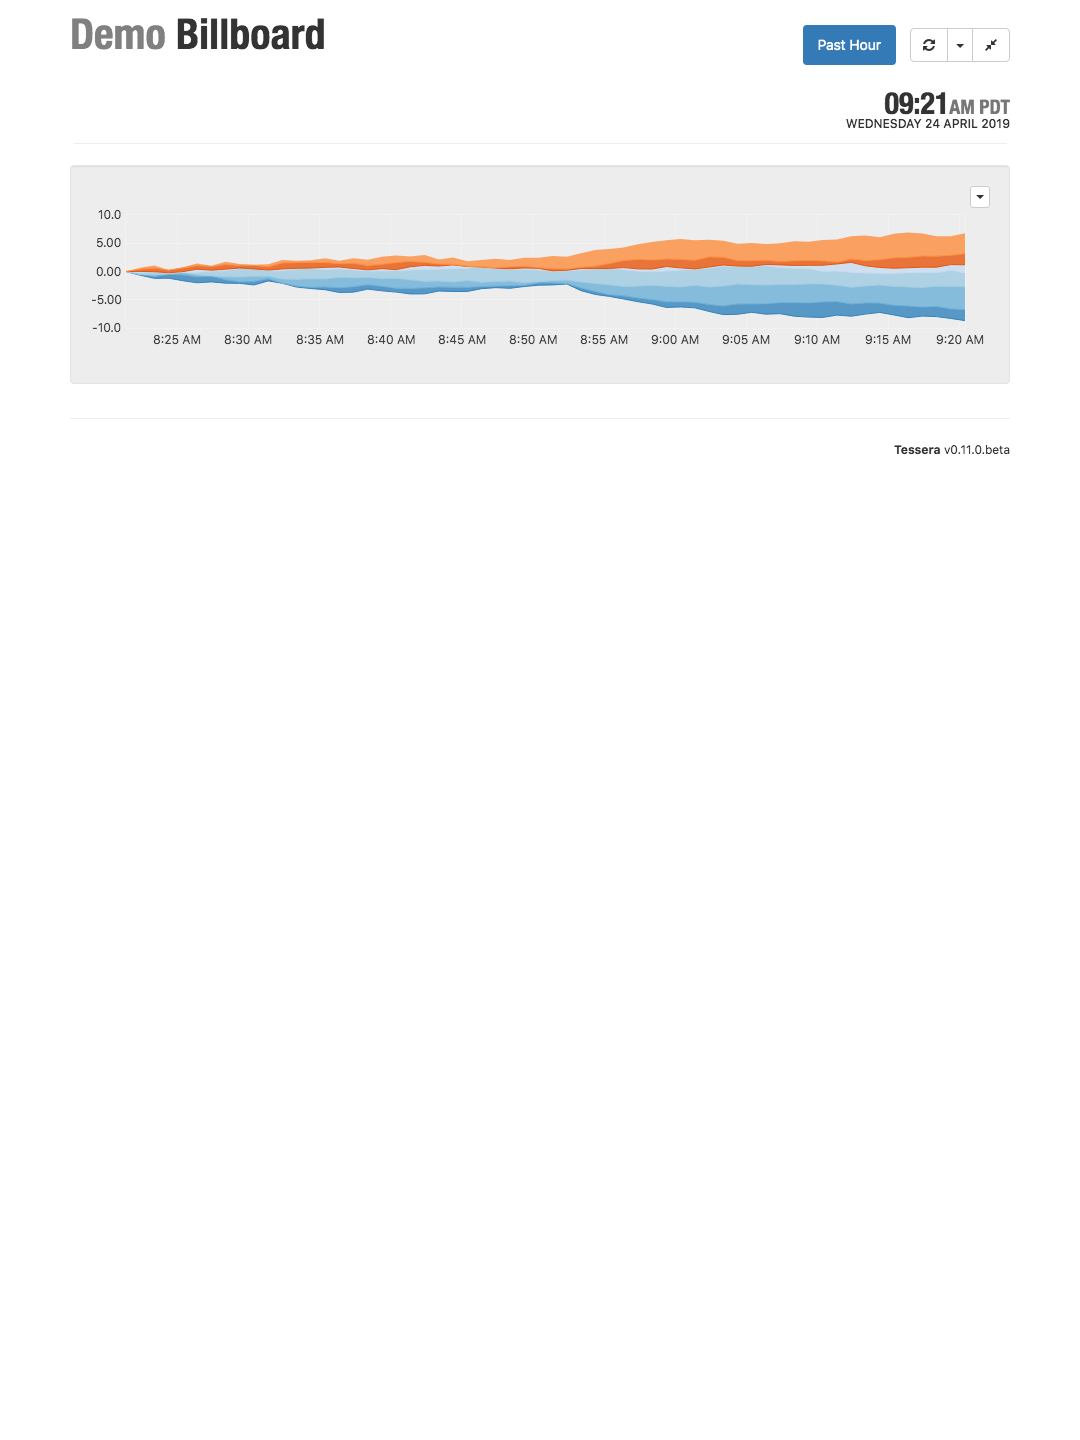 Demo Billboard
Past Hour
09:21 AM PDT
WEDNESDAY 24 APRIL 2019
10.0
5.00
0.00
-5.00
-10.0
8:25 AM 8:30 AM 8:35 AM 8:40 AM 8:45 AM 8:50 AM 8:55 AM 9:00 AM 9:05 AM 9:10 AM 9:15 AM 9:20 AM
Tessera v0.11.0.beta